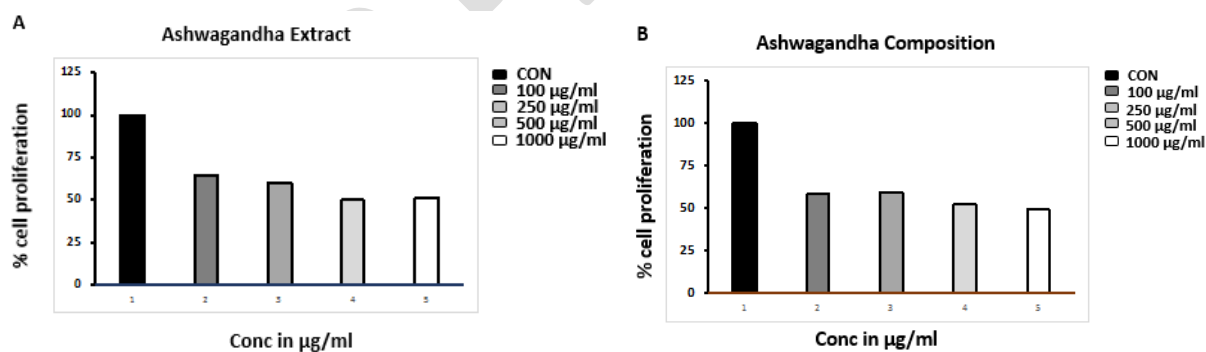 A
Ashwagandha Extract
% cell proliferation
125
100
75
50
25
0
1 2 3 4 5
Conc in µg/ml
CON
100 µg/ml
250 µg/ml
500 µg/ml
1000 µg/ml
B
Ashwagandha Composition
% cell proliferation
125
100
75
50
25
0
1 2 3 4 5
Conc in µg/ml
CON
100 µg/ml
250 µg/ml
500 µg/ml
1000 µg/ml